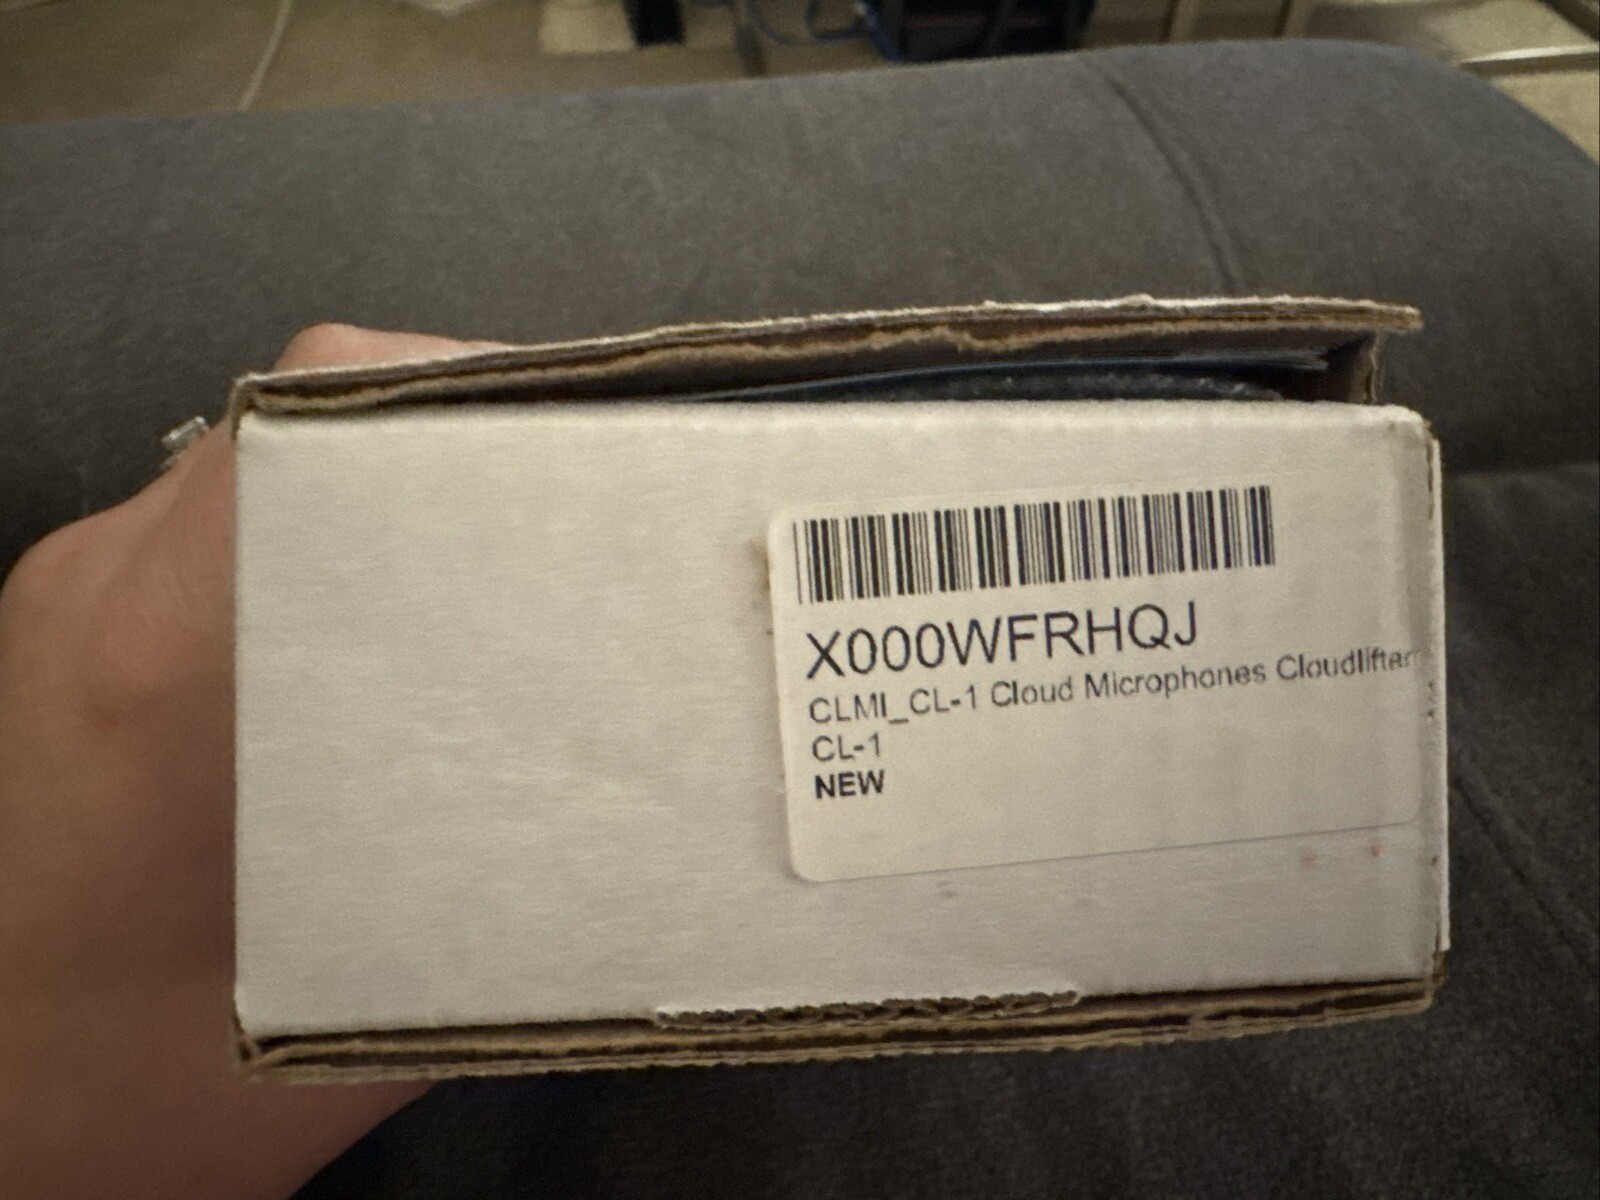 X000WFRHQJ
CLMI_CL-1 Cloud Microphones Cloudlifter
CL-1
NEW